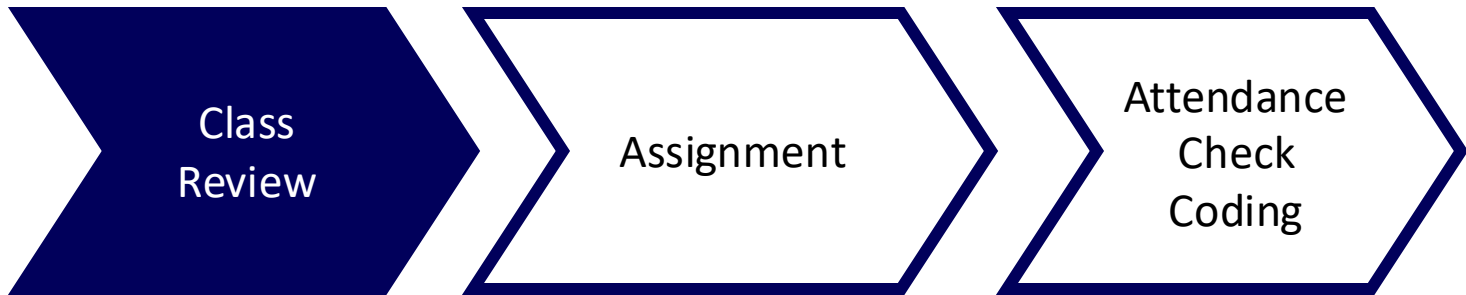 Class
Review
Assignment
Attendance
Check
Coding